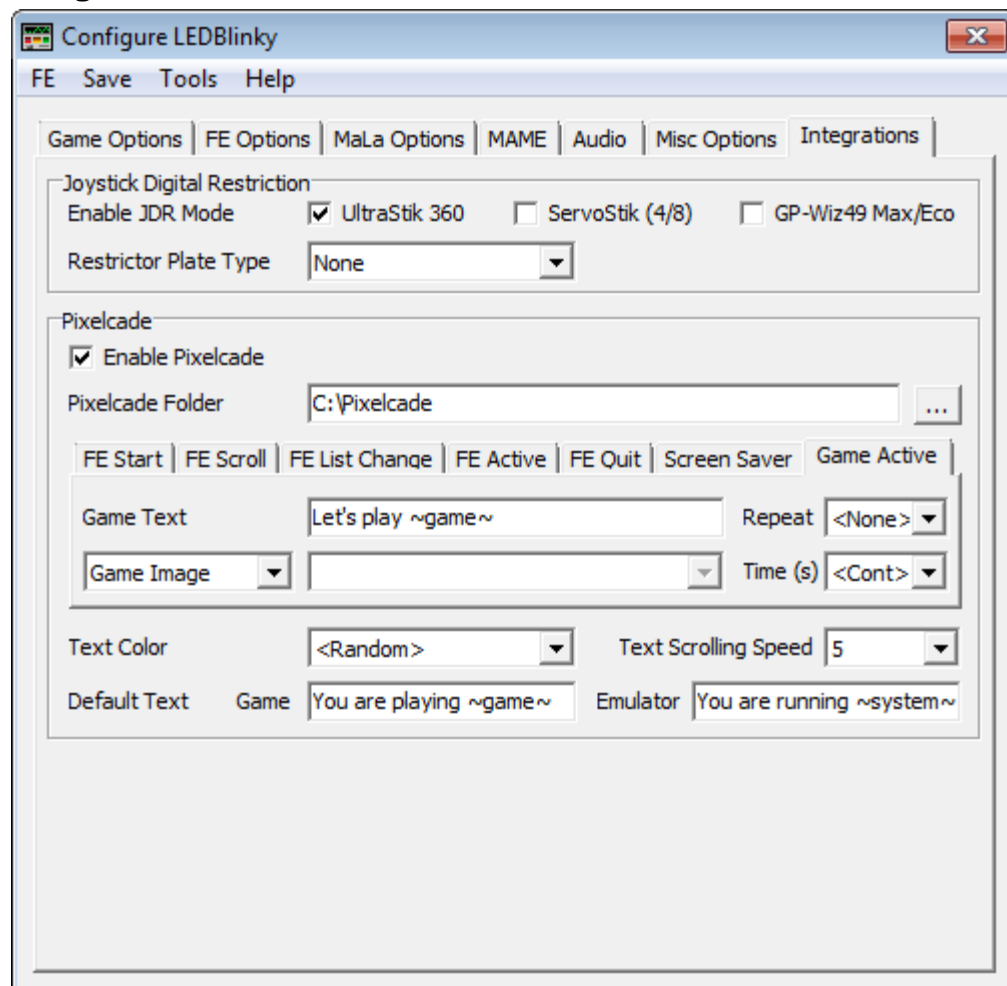 Configure LEDBlinky
FE Save Tools Help
Game Options FE Options MaLa Options MAME Audio Misc Options Integrations
Joystick Digital Restriction
Enable JDR Mode UltraStik 360 ServoStik (4/8) GP-Wiz49 Max/Eco
Restrictor Plate Type None
Pixelcade
Enable Pixelcade
Pixelcade Folder C:\Pixelcade ...
FE Start FE Scroll FE List Change FE Active FE Quit Screen Saver Game Active
Game Text Let's play ~game~ Repeat <None>
Game Image Time (s) <Cont>
Text Color <Random> Text Scrolling Speed 5
Default Text Game You are playing ~game~ Emulator You are running ~system~